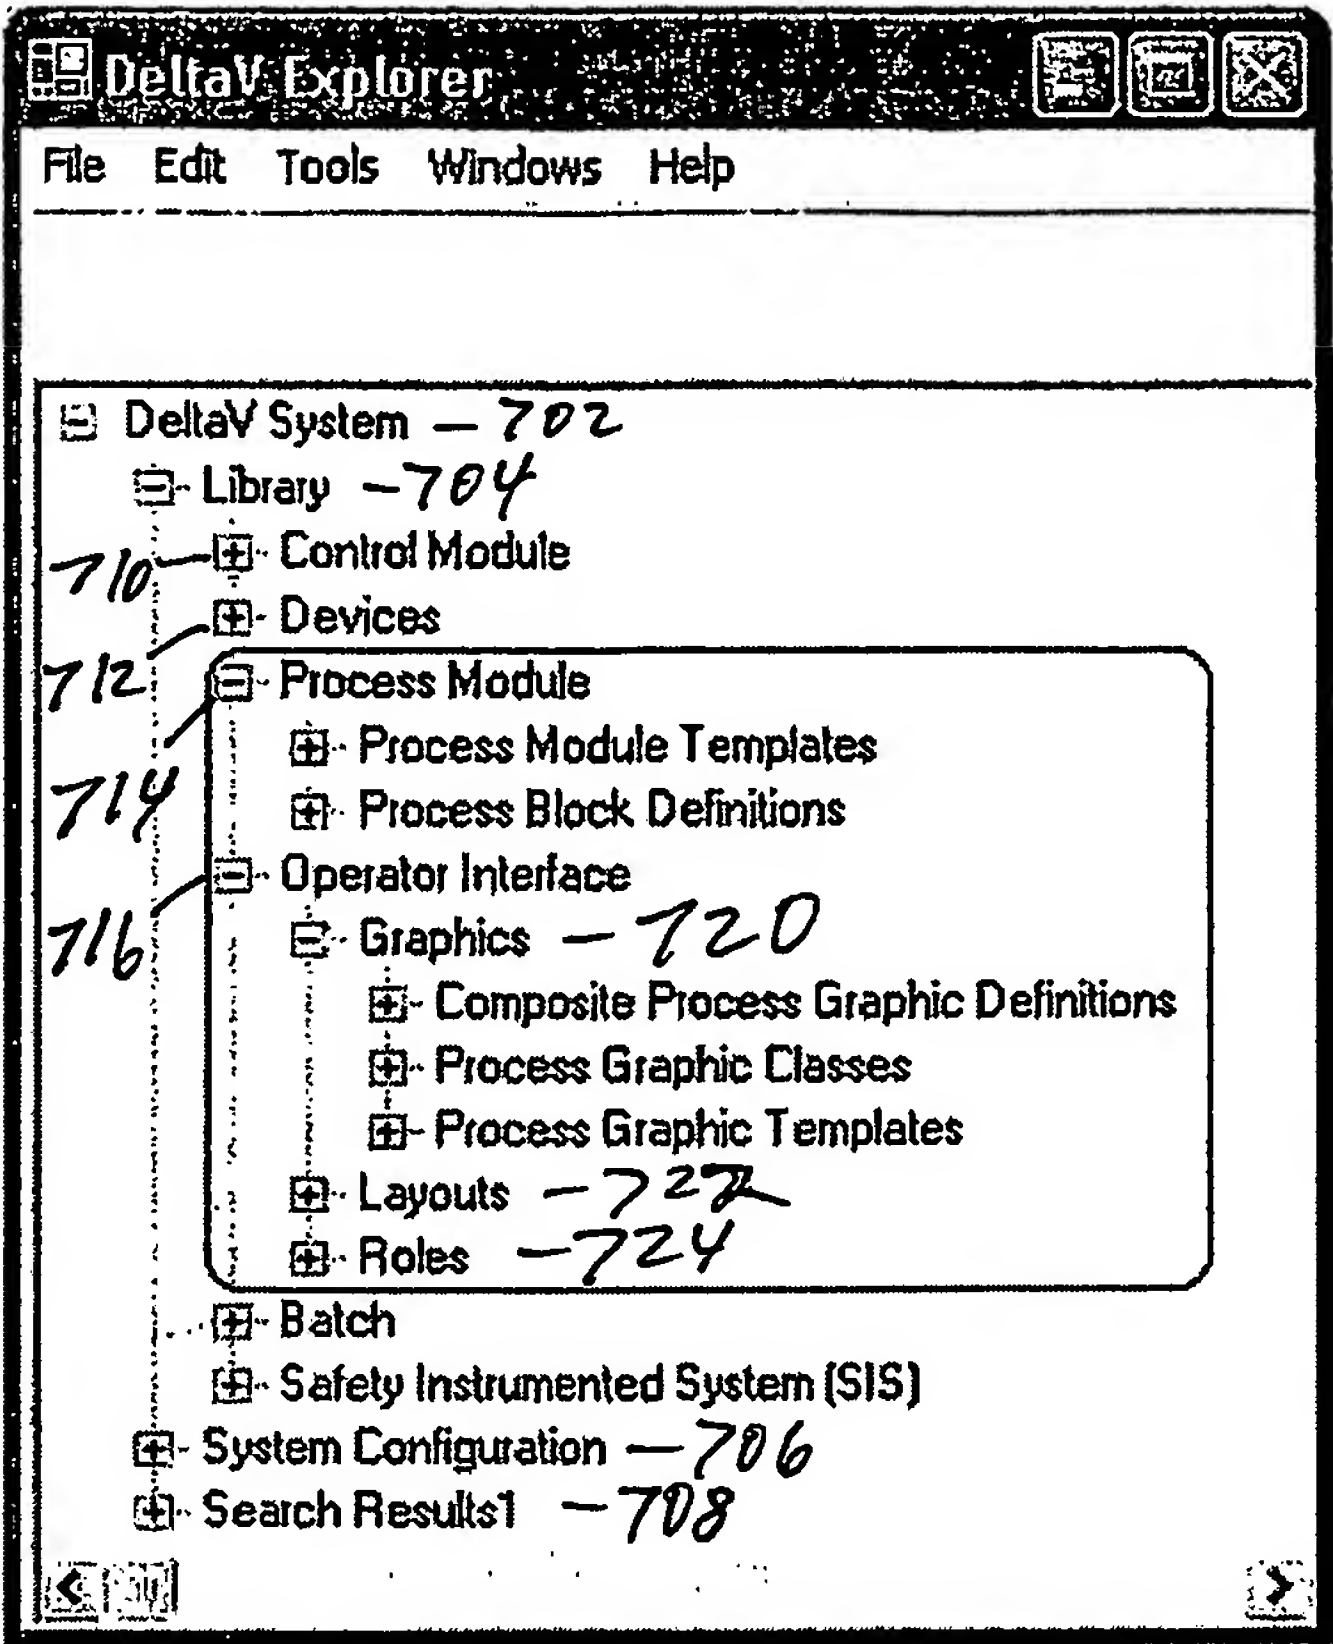 DeltaV Explorer
File Edit Tools Windows Help
DeltaV System — 702
Library — 704
710 Control Module
712 Devices
714 Process Module
Process Module Templates
Process Block Definitions
716 Operator Interface
Graphics — 720
Composite Process Graphic Definitions
Process Graphic Classes
Process Graphic Templates
Layouts — 722
Roles — 724
Batch
Safety Instrumented System (SIS)
System Configuration — 706
Search Results1 — 708